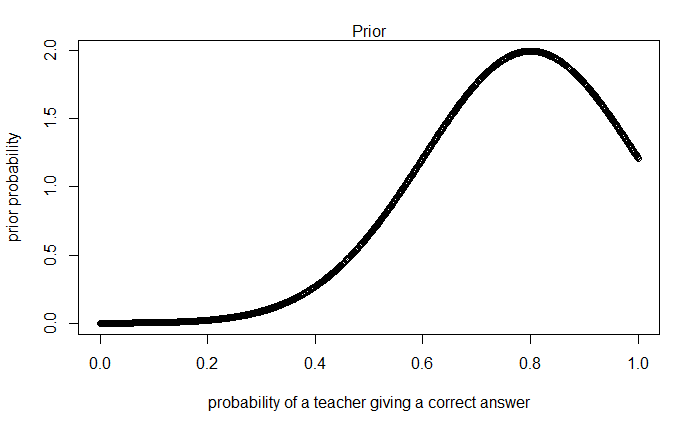 Prior
prior probability
2.0
1.5
1.0
0.5
0.0
0.0 0.2 0.4 0.6 0.8 1.0
probability of a teacher giving a correct answer